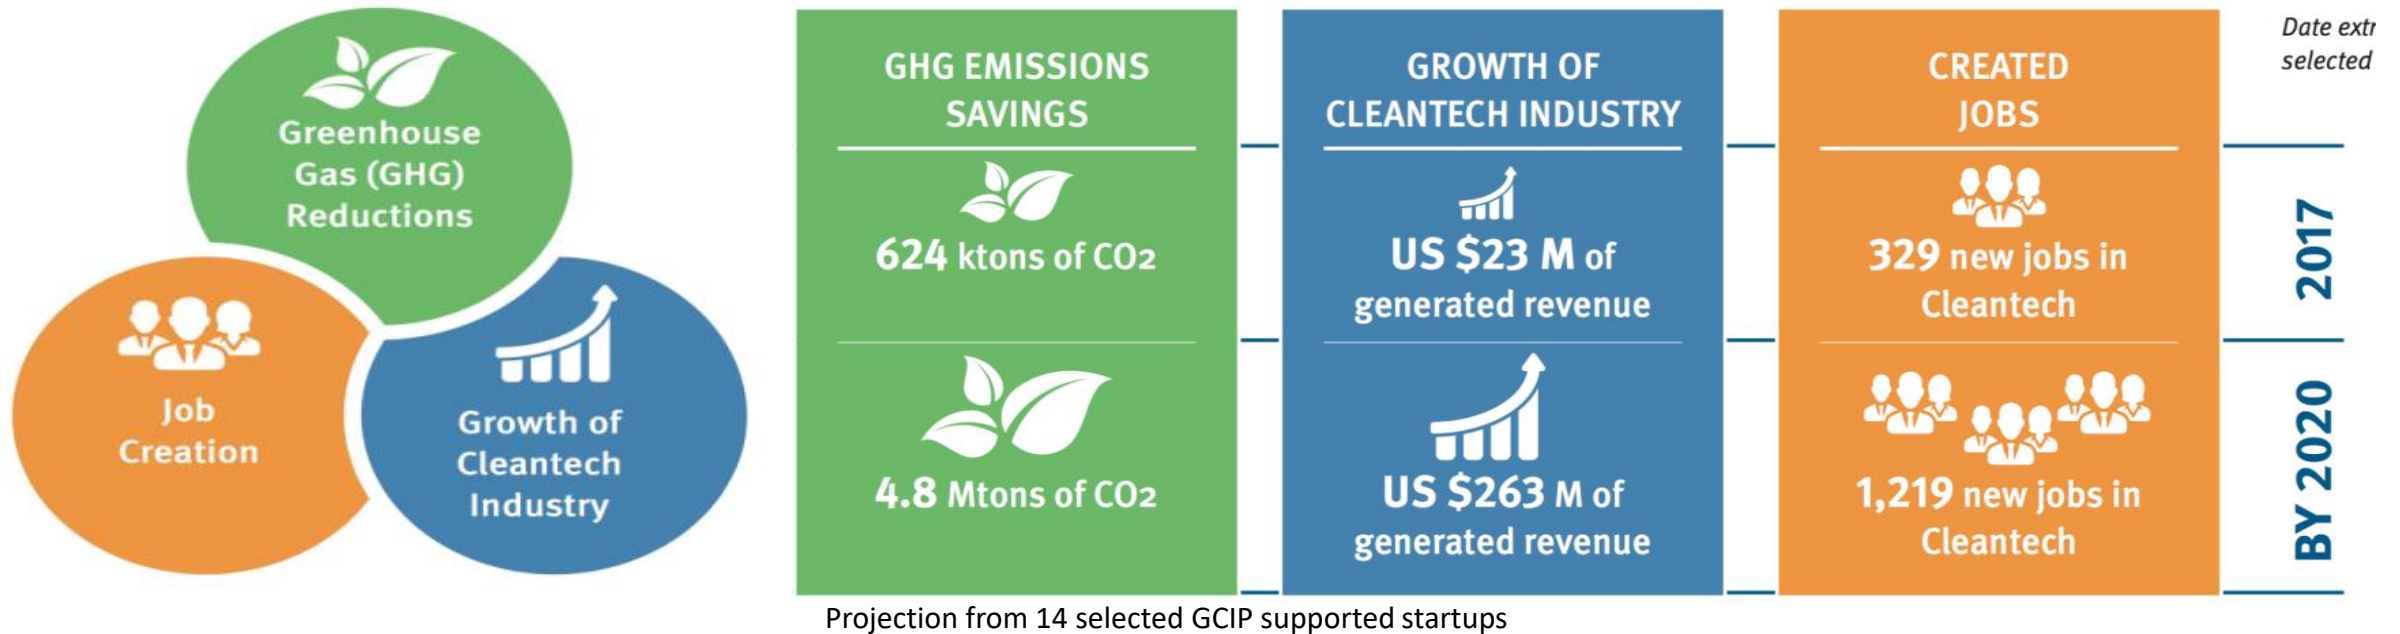 Greenhouse
Gas (GHG)
Reductions
Job
Creation
Growth of
Cleantech
Industry
GHG EMISSIONS
SAVINGS
624 ktons of CO2
4.8 Mtons of CO2
GROWTH OF
CLEANTECH INDUSTRY
US $23 M of
generated revenue
US $263 M of
generated revenue
CREATED
JOBS
329 new jobs in
Cleantech
1,219 new jobs in
Cleantech
Date
selected
2017
BY 2020
Projection from 14 selected GCIP supported startups